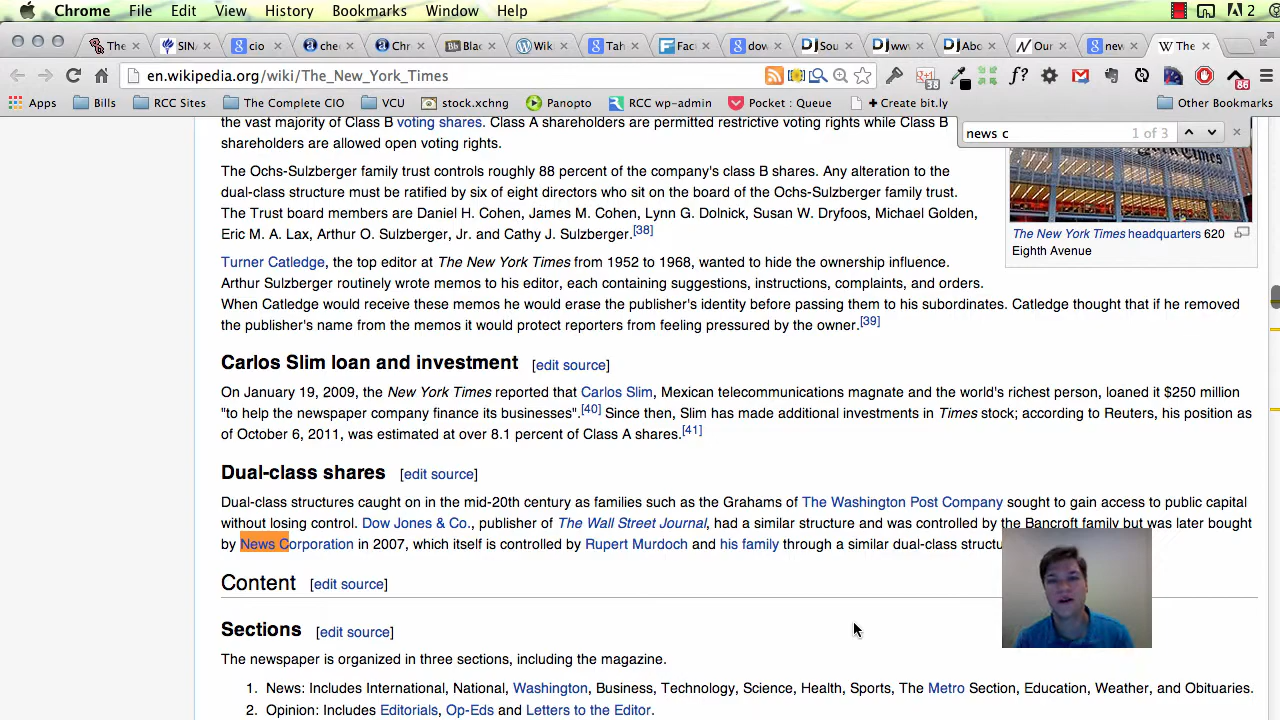 Chrome File Edit View History Bookmarks Window Help 2
The SIN cio che Chr Blac Wik Tah Fac dow Sou ww Abo Our new The
en.wikipedia.org/wiki/The_New_York_Times 38 f? 86
Apps Bills RCC Sites The Complete CIO VCU stock.xchng Panopto RCC wp-admin Pocket : Queue + Create bit.ly Other Bookmarks
news c 1 of 3
the vast majority of Class B voting shares. Class A shareholders are permitted restrictive voting rights while Class B
shareholders are allowed open voting rights.
The Ochs-Sulzberger family trust controls roughly 88 percent of the company's class B shares. Any alteration to the
dual-class structure must be ratified by six of eight directors who sit on the board of the Ochs-Sulzberger family trust.
The Trust board members are Daniel H. Cohen, James M. Cohen, Lynn G. Dolnick, Susan W. Dryfoos, Michael Golden,
Eric M. A. Lax, Arthur O. Sulzberger, Jr. and Cathy J. Sulzberger.[38]
The New York Times headquarters 620
Eighth Avenue
Turner Catledge, the top editor at The New York Times from 1952 to 1968, wanted to hide the ownership influence.
Arthur Sulzberger routinely wrote memos to his editor, each containing suggestions, instructions, complaints, and orders.
When Catledge would receive these memos he would erase the publisher's identity before passing them to his subordinates. Catledge thought that if he removed
the publisher's name from the memos it would protect reporters from feeling pressured by the owner.[39]
Carlos Slim loan and investment [edit source]
On January 19, 2009, the New York Times reported that Carlos Slim, Mexican telecommunications magnate and the world's richest person, loaned it $250 million
"to help the newspaper company finance its businesses".[40] Since then, Slim has made additional investments in Times stock; according to Reuters, his position as
of October 6, 2011, was estimated at over 8.1 percent of Class A shares.[41]
Dual-class shares [edit source]
Dual-class structures caught on in the mid-20th century as families such as the Grahams of The Washington Post Company sought to gain access to public capital
without losing control. Dow Jones & Co., publisher of The Wall Street Journal, had a similar structure and was controlled by the Bancroft family but was later bought
by News Corporation in 2007, which itself is controlled by Rupert Murdoch and his family through a similar dual-class structu
Content [edit source]
Sections [edit source]
The newspaper is organized in three sections, including the magazine.
1. News: Includes International, National, Washington, Business, Technology, Science, Health, Sports, The Metro Section, Education, Weather, and Obituaries.
2. Opinion: Includes Editorials, Op-Eds and Letters to the Editor.